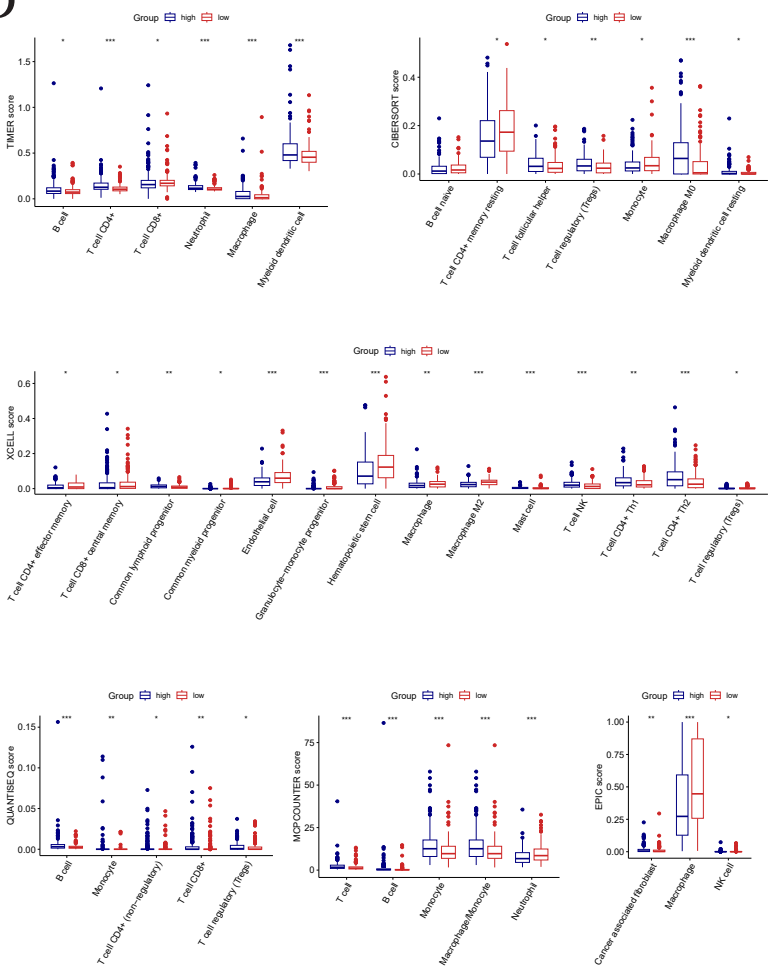 Group high low
* *** * *** *** ***
TIMER score
1.5
1.0
0.5
0.0
B cell
T cell CD4+
T cell CD8+
Neutrophil
Macrophage
Myeloid dendritic cell
Group high low
* * ** * *** *
CIBERSORT score
0.4
0.2
0.0
B cell naive
T cell CD4+ memory resting
T cell follicular helper
T cell regulatory (Tregs)
Monocyte
Macrophage M0
Myeloid dendritic cell resting
Group high low
* * ** * *** *** *** ** *** *** *** ** *** *
XCELL score
0.6
0.4
0.2
0.0
T cell CD4+ effector memory
T cell CD8+ central memory
Common lymphoid progenitor
Common myeloid progenitor
Endothelial cell
Granulocyte-monocyte progenitor
Hematopoietic stem cell
Macrophage
Macrophage M2
Mast cell
T cell NK
T cell CD4+ Th1
T cell CD4+ Th2
T cell regulatory (Tregs)
Group high low
*** ** * ** *
QUANTISEQ score
0.15
0.10
0.05
0.00
B cell
Monocyte
T cell CD4+ (non-regulatory)
T cell CD8+
T cell regulatory (Tregs)
Group high low
*** *** *** *** ***
MCPCOUNTER score
75
50
25
0
T cell
B cell
Monocyte
Macrophage/Monocyte
Neutrophil
Group high low
** *** *
EPIC score
1.00
0.75
0.50
0.25
0.00
Cancer associated fibroblast
Macrophage
NK cell